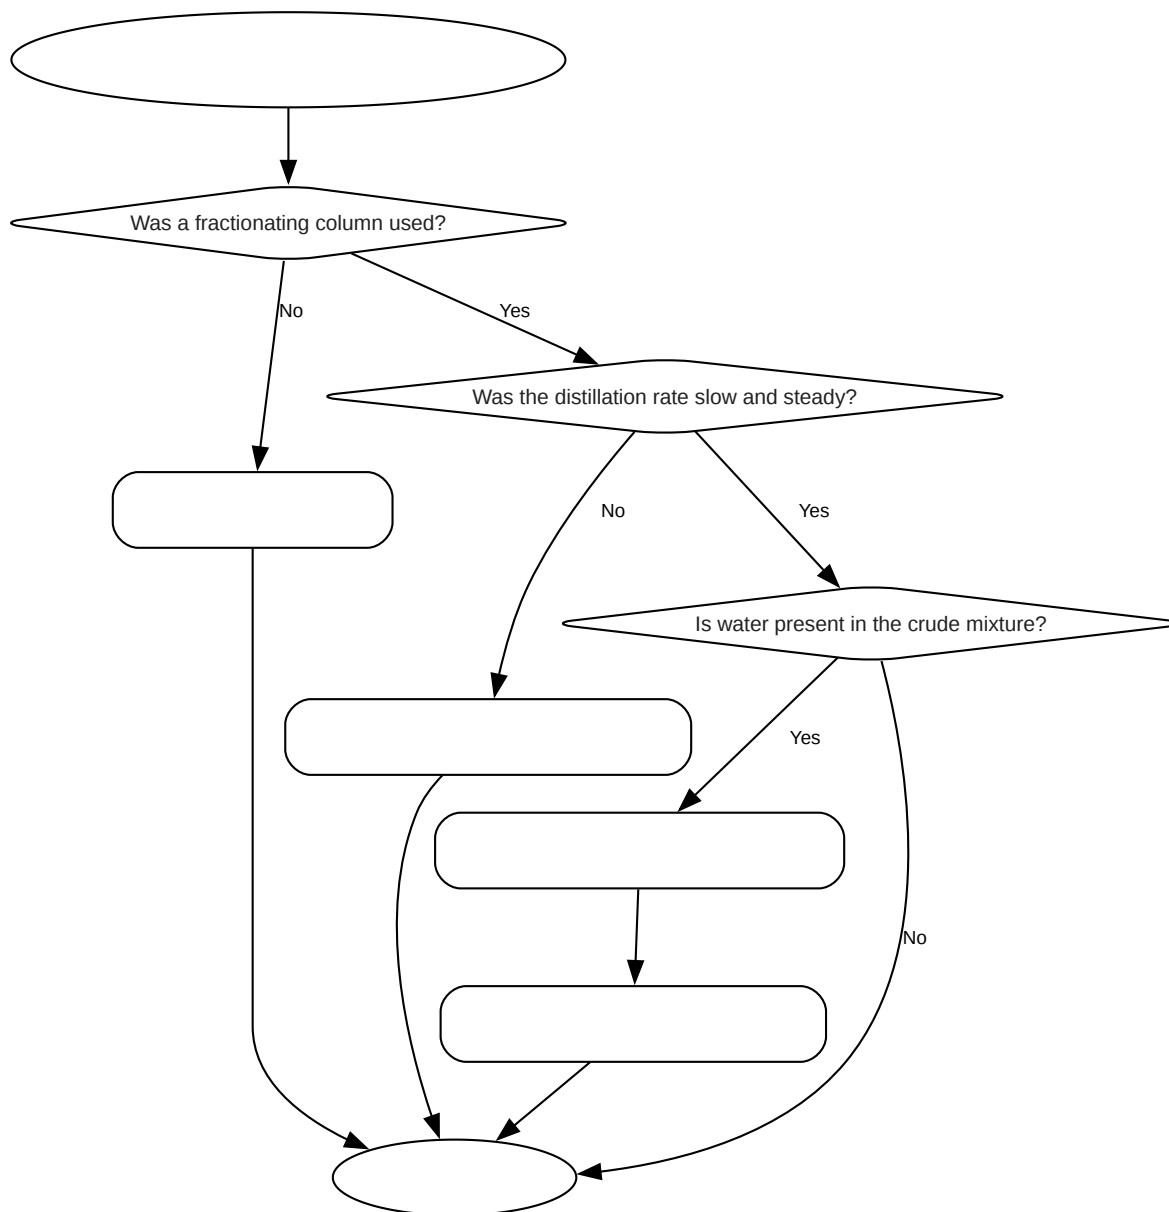 Was a fractionating column used?
No
Yes
Was the distillation rate slow and steady?
No
Yes
Is water present in the crude mixture?
Yes
No